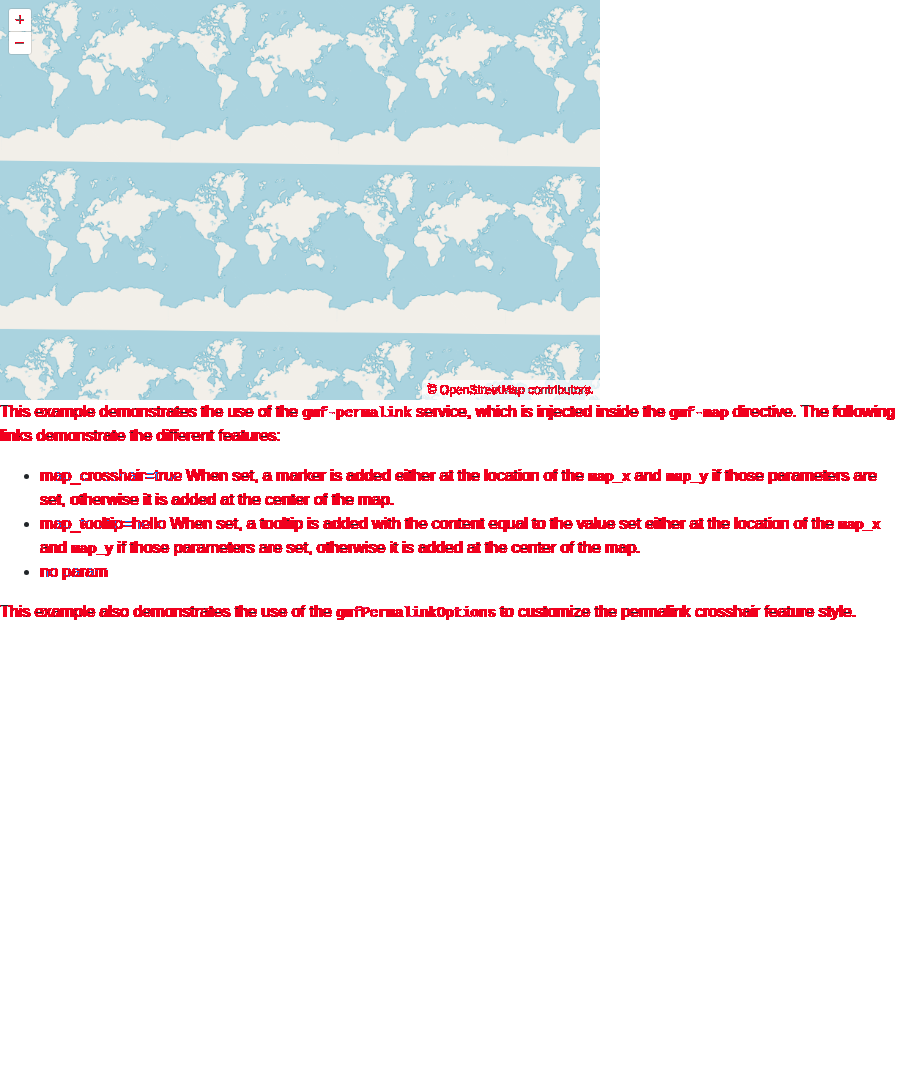 +
−
© OpenStreetMap contributors.
This example demonstrates the use of the gmf-permalink service, which is injected inside the gmf-map directive. The following
links demonstrate the different features:
map_crosshair=true When set, a marker is added either at the location of the map_x and map_y if those parameters are
set, otherwise it is added at the center of the map.
map_tooltip=hello When set, a tooltip is added with the content equal to the value set either at the location of the map_x
and map_y if those parameters are set, otherwise it is added at the center of the map.
no param
This example also demonstrates the use of the gmfPermalinkOptions to customize the permalink crosshair feature style.